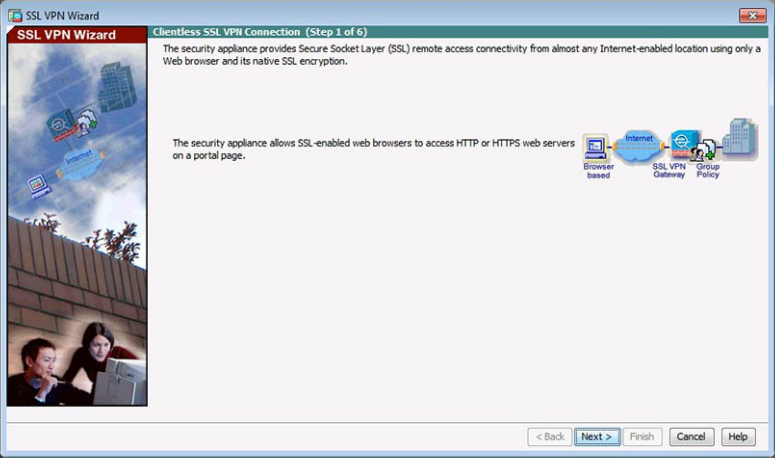 SSL VPN Wizard
SSL VPN Wizard
Clientless SSL VPN Connection (Step 1 of 6)
The security appliance provides Secure Socket Layer (SSL) remote access connectivity from almost any Internet-enabled location using only a
Web browser and its native SSL encryption.
The security appliance allows SSL-enabled web browsers to access HTTP or HTTPS web servers
on a portal page.
Internet
Browser
based
SSL VPN
Gateway
Group
Policy
Internet
< Back
Next >
Finish
Cancel
Help